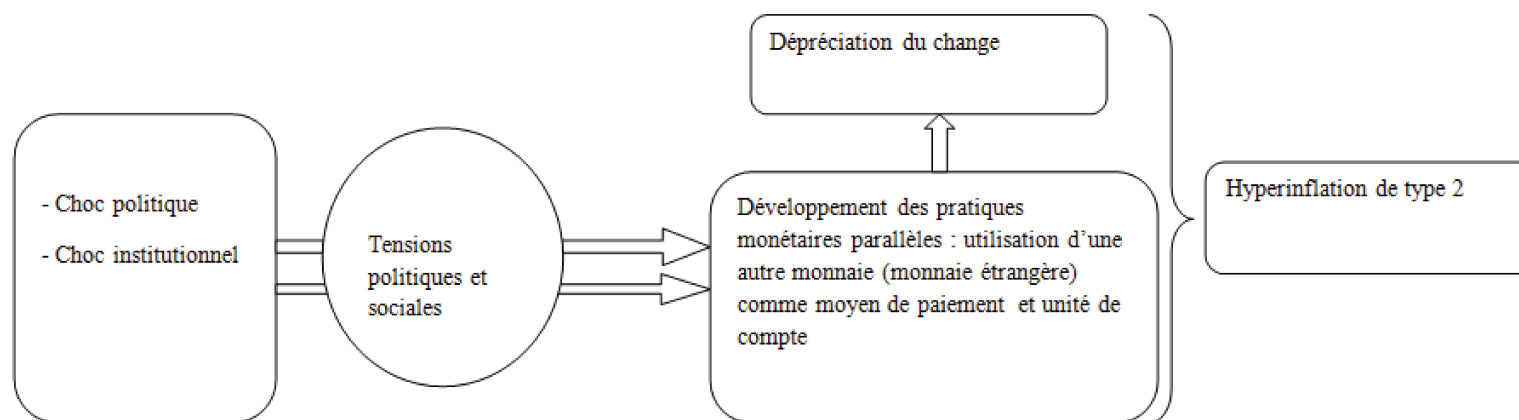 - Choc politique
- Choc institutionnel
Tensions
politiques et
sociales
Dépréciation du change
Développement des pratiques
monétaires parallèles : utilisation d’une
autre monnaie (monnaie étrangère)
comme moyen de paiement et unité de
compte
Hyperinflation de type 2